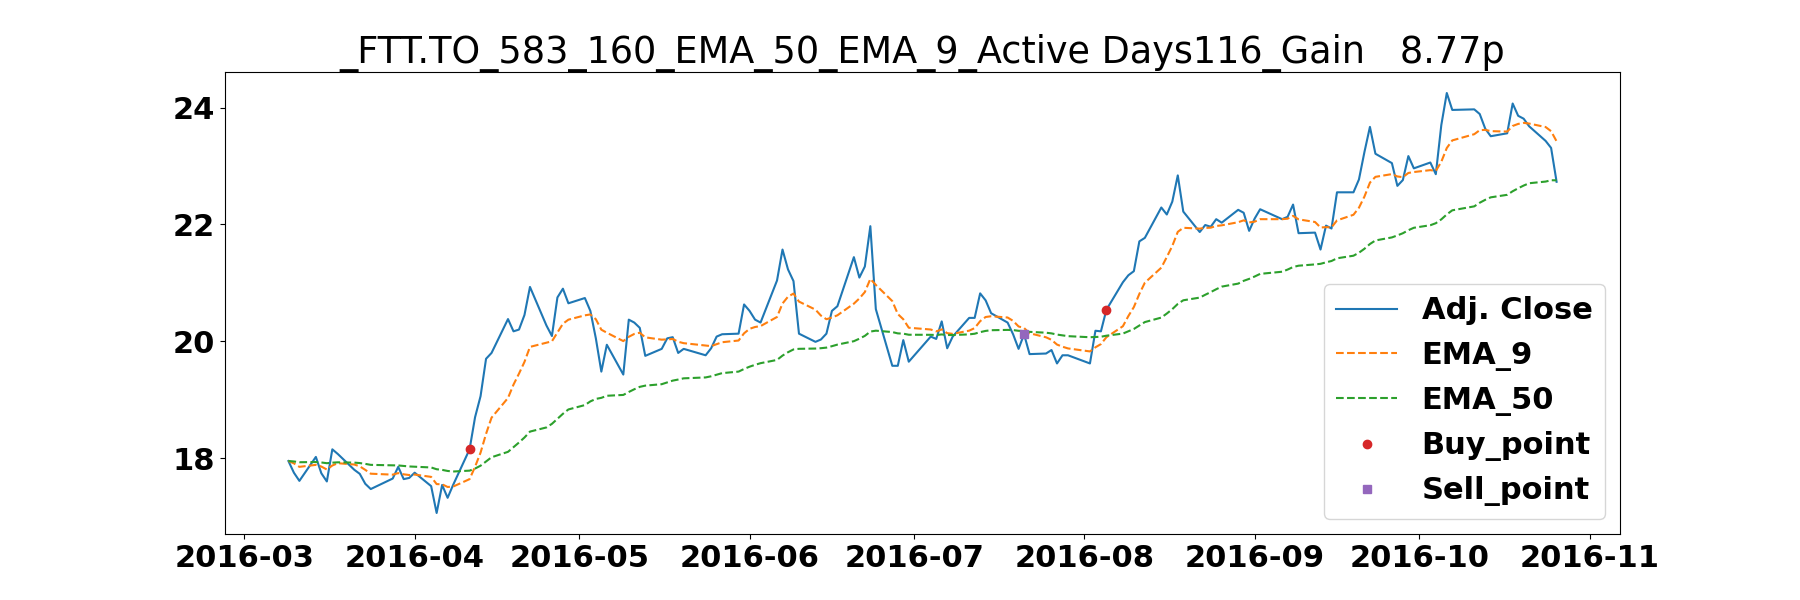 _FTT.TO_583_160_EMA_50_EMA_9_Active Days116_Gain   8.77p
24
22
20
18
Adj. Close
EMA_9
EMA_50
Buy_point
Sell_point
2016-03 2016-04 2016-05 2016-06 2016-07 2016-08 2016-09 2016-10 2016-11